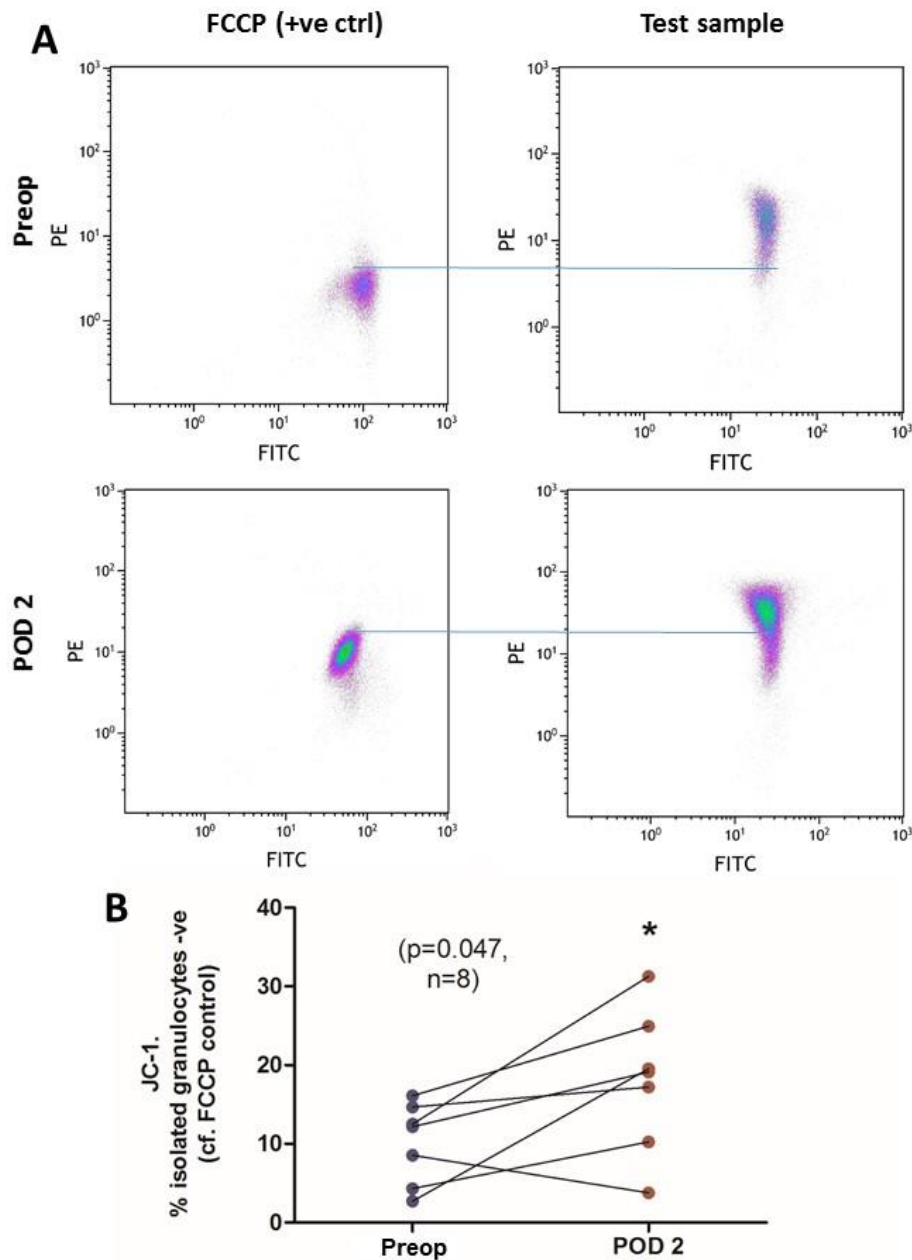 A
FCCP (+ve ctrl)
Test sample
Preop
PE
10³
10²
10¹
10⁰
10⁰
10¹
10²
10³
FITC
PE
10³
10²
10¹
10⁰
10⁰
10¹
10²
10³
FITC
POD 2
PE
10³
10²
10¹
10⁰
10⁰
10¹
10²
10³
FITC
PE
10³
10²
10¹
10⁰
10⁰
10¹
10²
10³
FITC
B
JC-1.
% isolated granulocytes -ve
(cf. FCCP control)
40
30
20
10
0
(p=0.047,
n=8)
*
Preop
POD 2